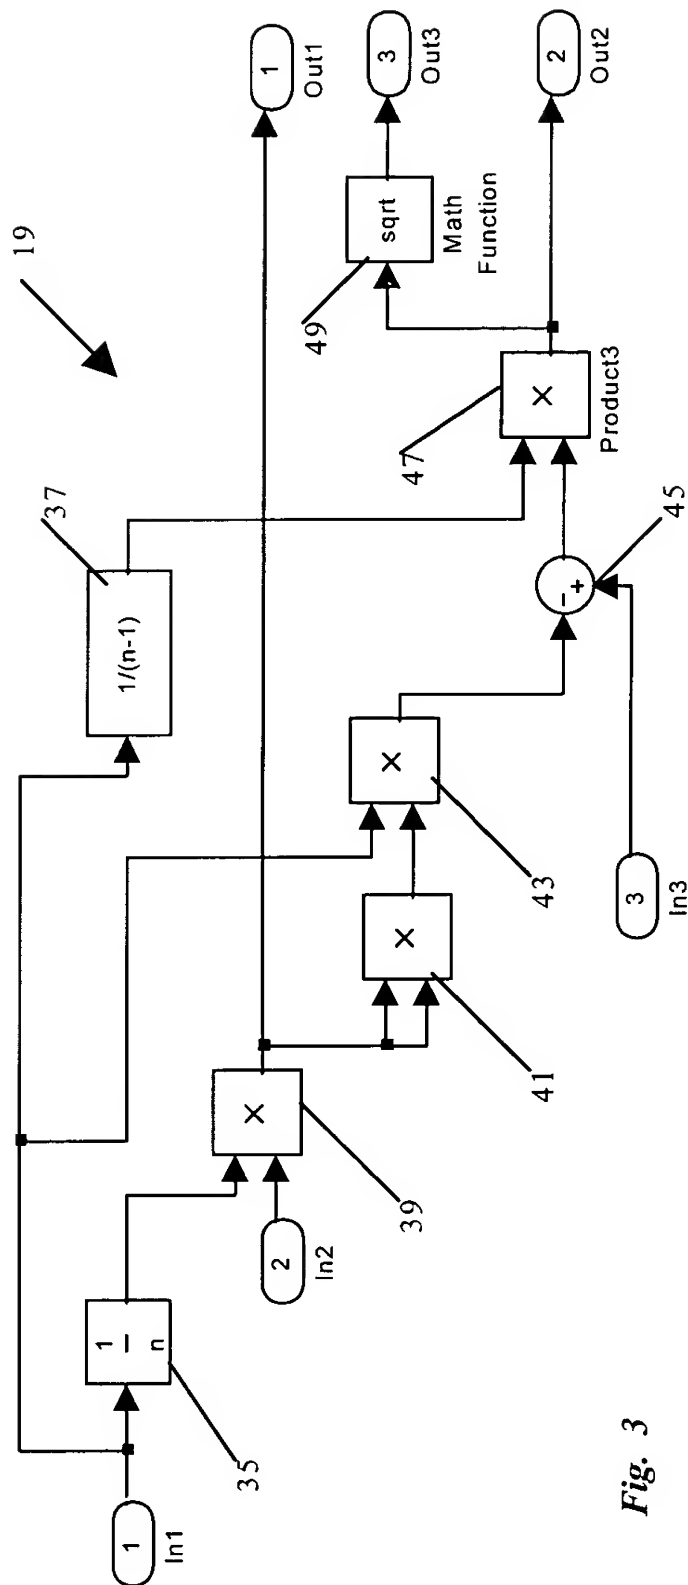 19
1
In1
1
n
35
2
In2
×
39
1/(n-1)
37
×
41
×
43
3
In3
-
+
45
×
47
Product3
sqrt
49
Math
Function
1
Out1
3
Out3
2
Out2
Fig. 3